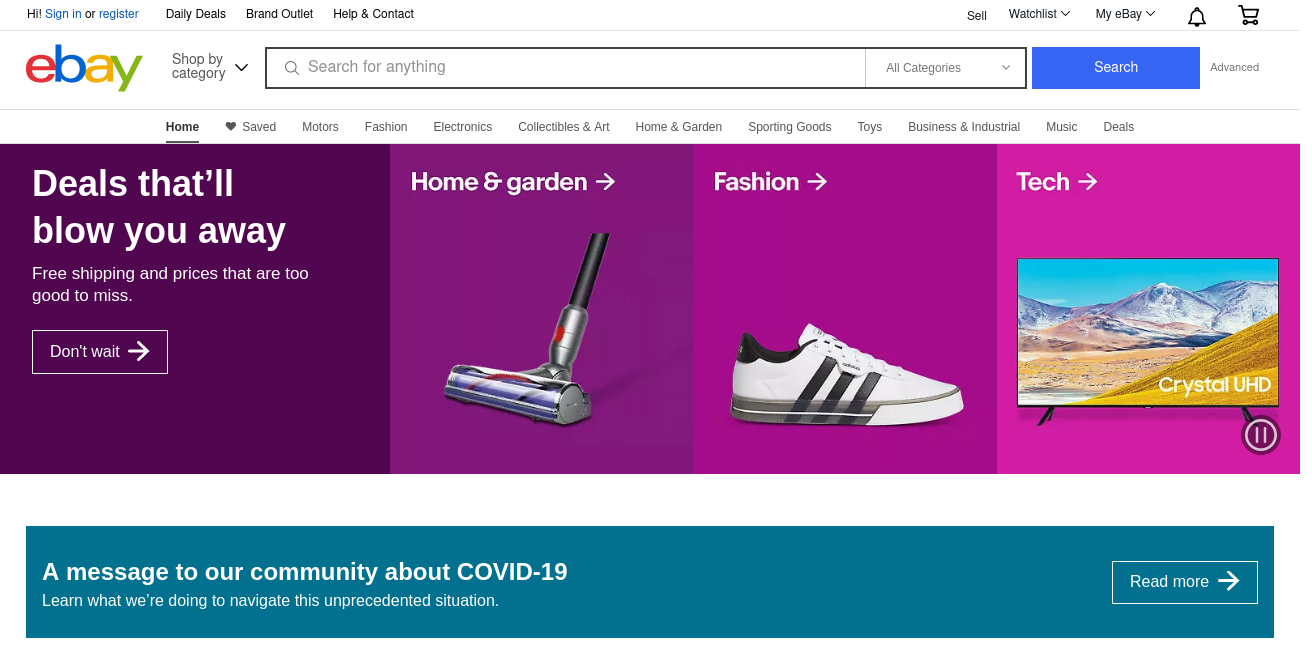 Hi! Sign in or register Daily Deals Brand Outlet Help & Contact Sell Watchlist My eBay
ebay
Shop by
category
Search for anything
All Categories
Search
Advanced
Home Saved Motors Fashion Electronics Collectibles & Art Home & Garden Sporting Goods Toys Business & Industrial Music Deals
Deals that’ll
blow you away
Free shipping and prices that are too
good to miss.
Don't wait
Home & garden
Fashion
Tech
adidas
Crystal UHD
A message to our community about COVID-19
Learn what we’re doing to navigate this unprecedented situation.
Read more